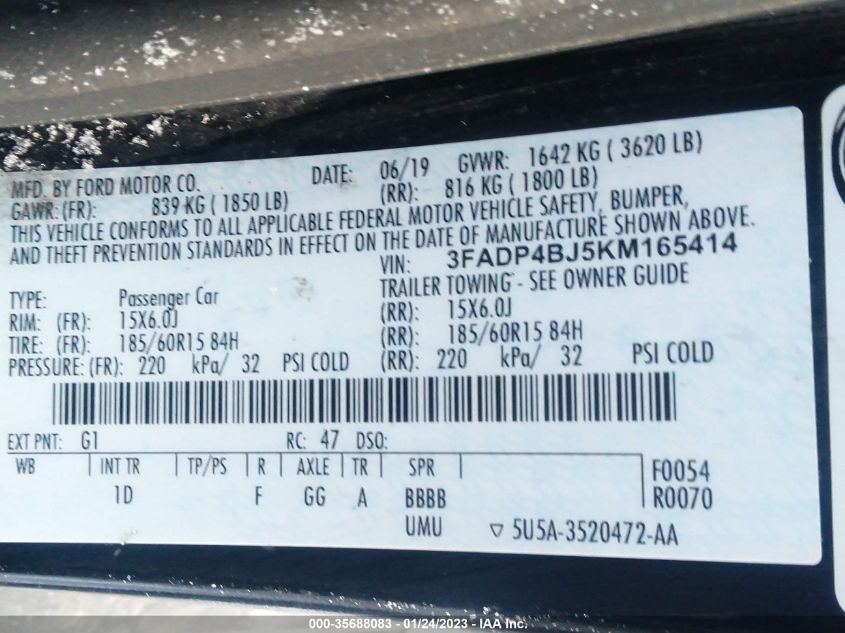 MFD. BY FORD MOTOR CO. DATE: 06/19 GVWR: 1642 KG ( 3620 LB)
GAWR: (FR): 839 KG ( 1850 LB) (RR): 816 KG ( 1800 LB)
THIS VEHICLE CONFORMS TO ALL APPLICABLE FEDERAL MOTOR VEHICLE SAFETY, BUMPER,
AND THEFT PREVENTION STANDARDS IN EFFECT ON THE DATE OF MANUFACTURE SHOWN ABOVE.
VIN: 3FADP4BJ5KM165414
TYPE: Passenger Car TRAILER TOWING - SEE OWNER GUIDE
RIM: (FR): 15X6.0J (RR): 15X6.0J
TIRE: (FR): 185/60R15 84H (RR): 185/60R15 84H
PRESSURE: (FR): 220 kPa/ 32 PSI COLD (RR): 220 kPa/ 32 PSI COLD
EXT PNT: G1 RC: 47 DSO:
WB INT TR TP/PS R AXLE TR SPR F0054
1D F GG A BBBB R0070
UMU ▽ 5U5A-3520472-AA
000-35688083 - 01/24/2023 - IAA Inc.